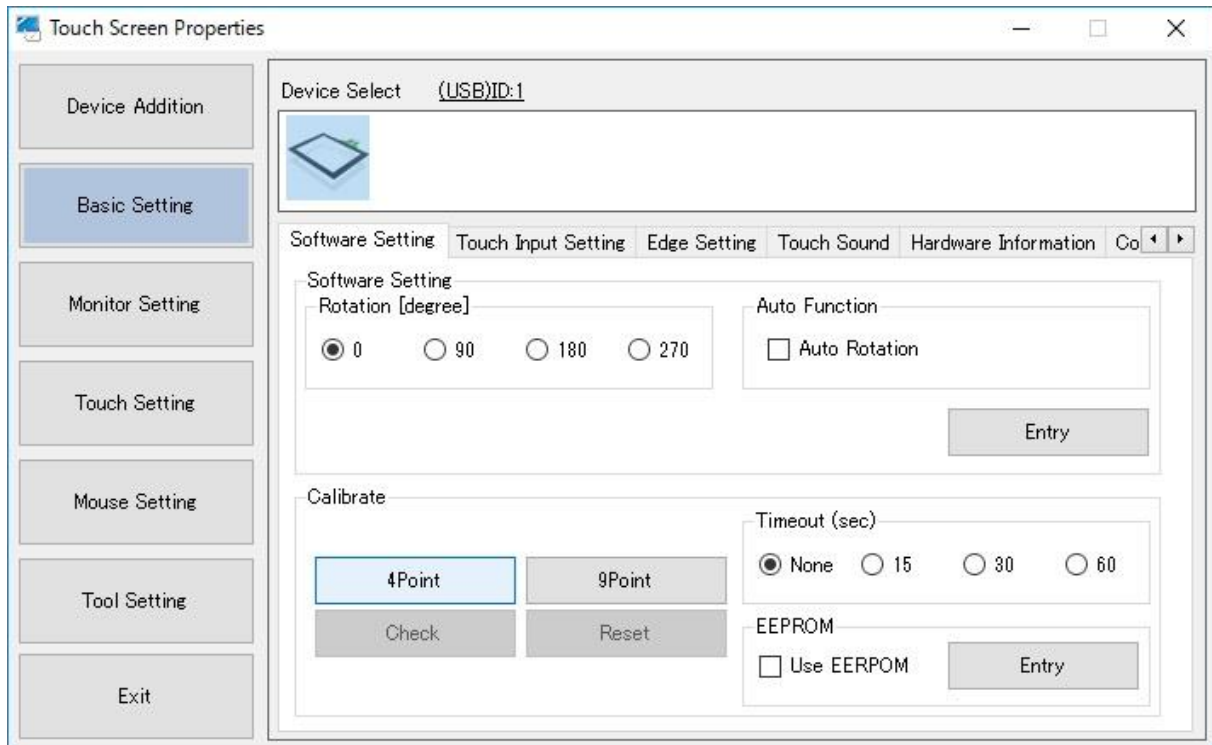 Touch Screen Properties
Device Addition
Basic Setting
Monitor Setting
Touch Setting
Mouse Setting
Tool Setting
Exit
Device Select (USB)ID:1
Software Setting Touch Input Setting Edge Setting Touch Sound Hardware Information Co
Software Setting
Rotation [degree]
0 90 180 270
Auto Function
Auto Rotation
Entry
Calibrate
4Point 9Point
Check Reset
Timeout (sec)
None 15 30 60
EEPROM
Use EERPOM Entry